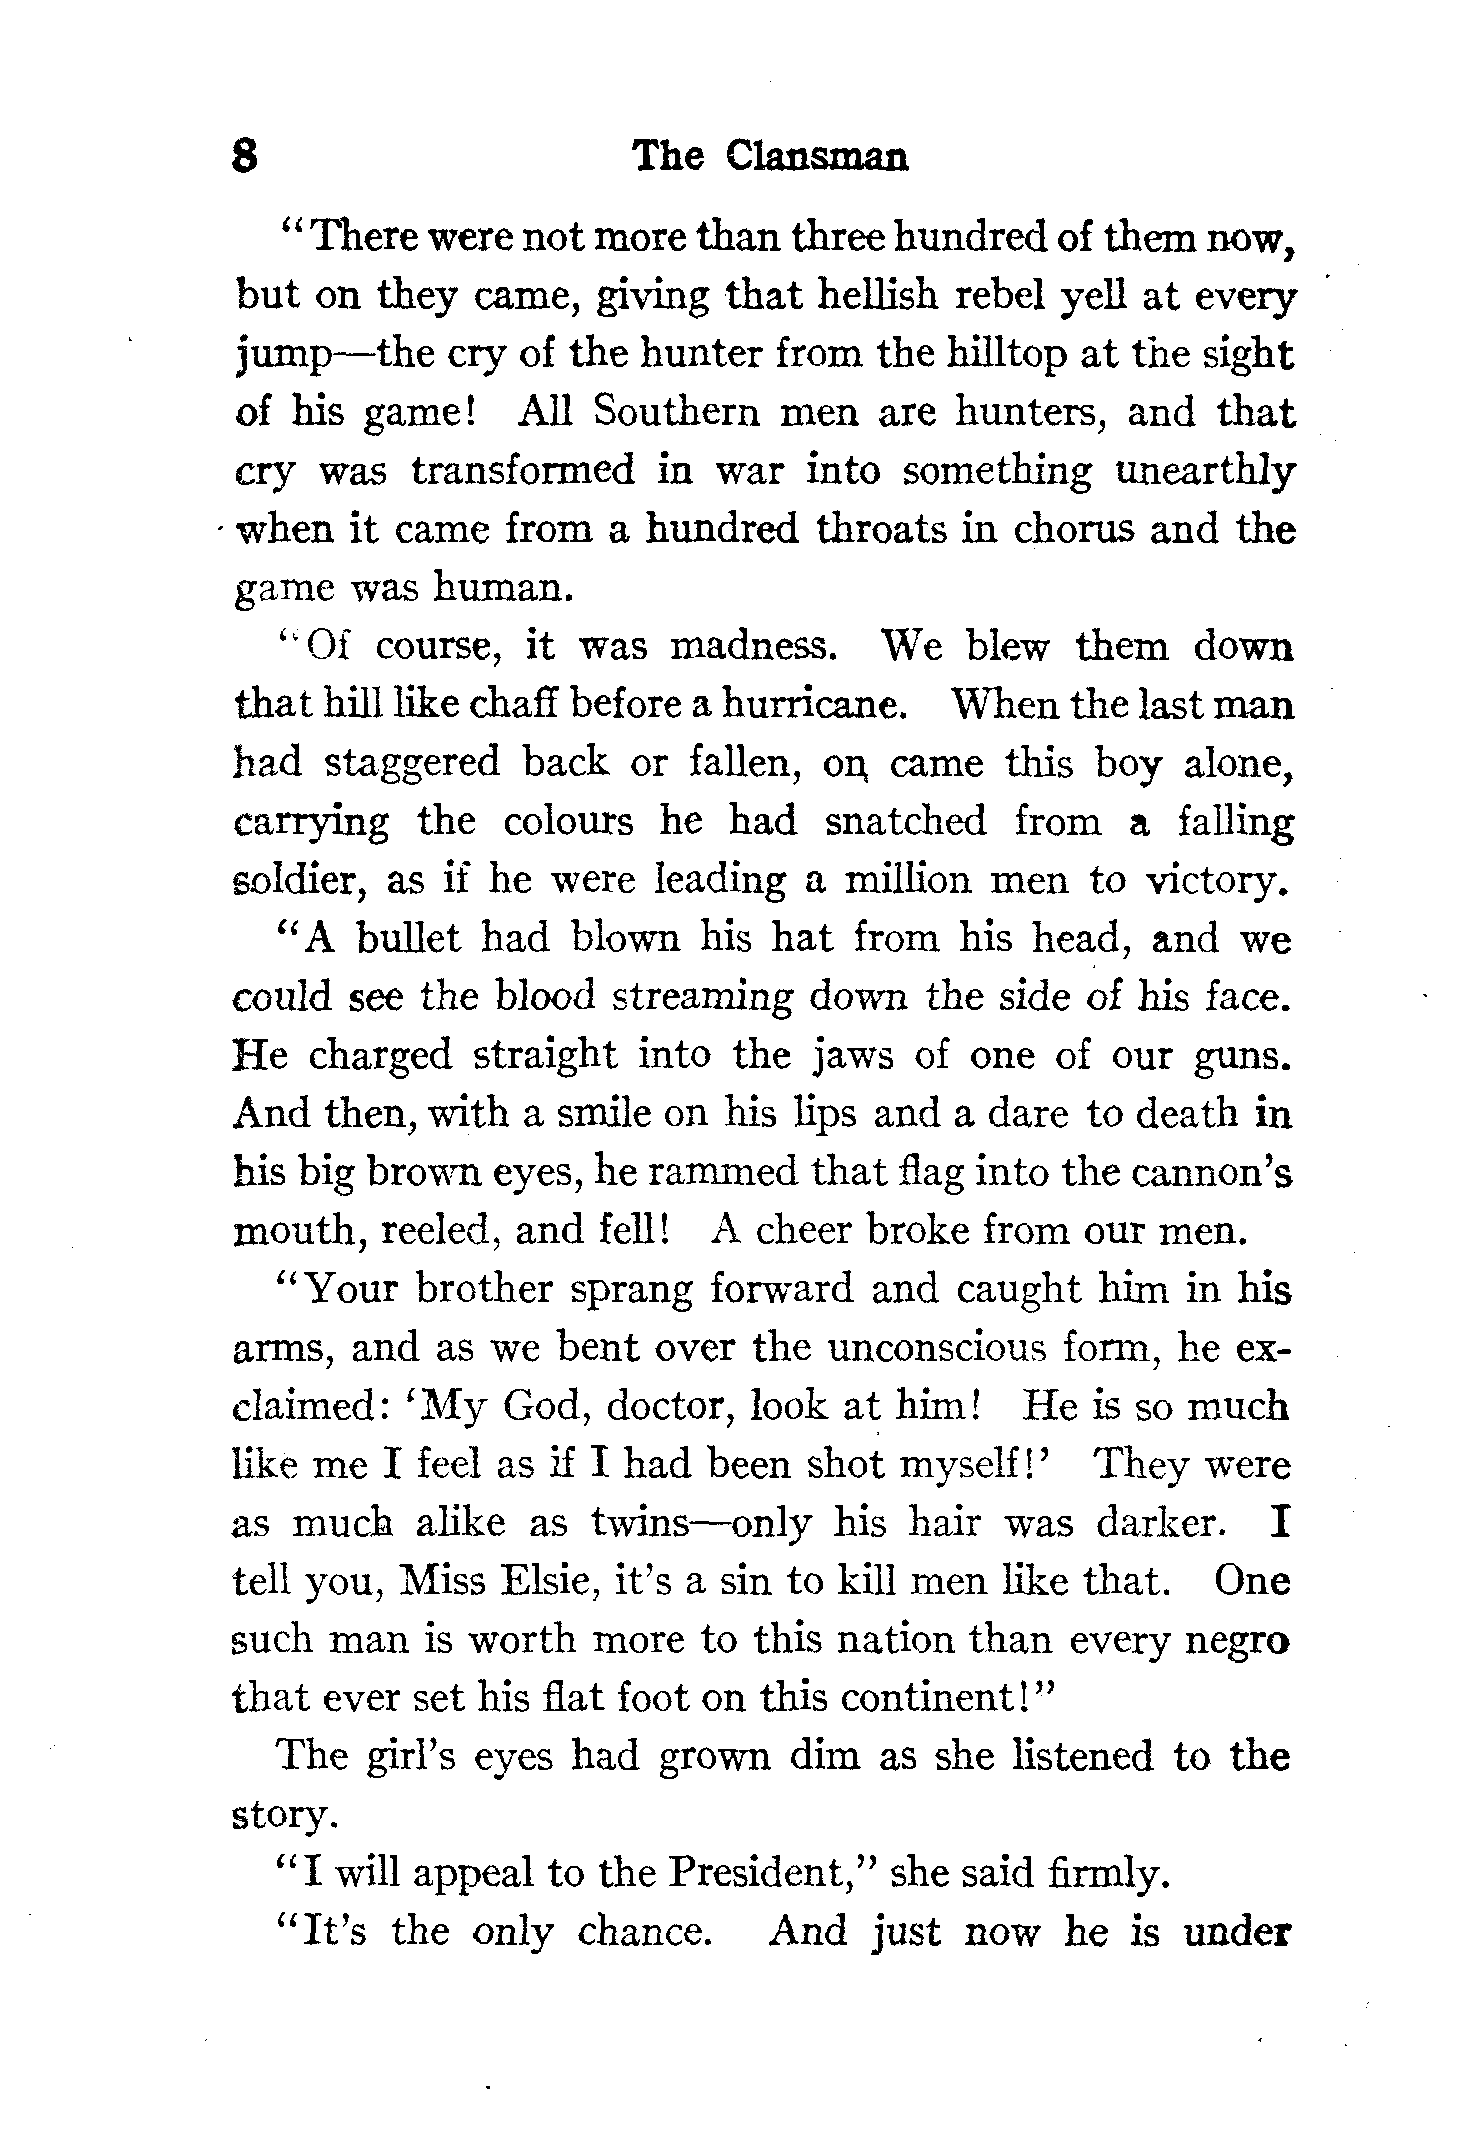 8 The Clansman
"There were not more than three hundred of them now,
but on they came, giving that hellish rebel yell at every
jump—the cry of the hunter from the hilltop at the sight
of his game! All Southern men are hunters, and that
cry was transformed in war into something unearthly
when it came from a hundred throats in chorus and the
game was human.
"Of course, it was madness. We blew them down
that hill like chaff before a hurricane. When the last man
had staggered back or fallen, on came this boy alone,
carrying the colours he had snatched from a falling
soldier, as if he were leading a million men to victory.
"A bullet had blown his hat from his head, and we
could see the blood streaming down the side of his face.
He charged straight into the jaws of one of our guns.
And then, with a smile on his lips and a dare to death in
his big brown eyes, he rammed that flag into the cannon's
mouth, reeled, and fell! A cheer broke from our men.
"Your brother sprang forward and caught him in his
arms, and as we bent over the unconscious form, he ex-
claimed: 'My God, doctor, look at him! He is so much
like me I feel as if I had been shot myself!' They were
as much alike as twins—only his hair was darker. I
tell you, Miss Elsie, it's a sin to kill men like that. One
such man is worth more to this nation than every negro
that ever set his flat foot on this continent!"
The girl's eyes had grown dim as she listened to the
story.
"I will appeal to the President," she said firmly.
"It's the only chance. And just now he is under